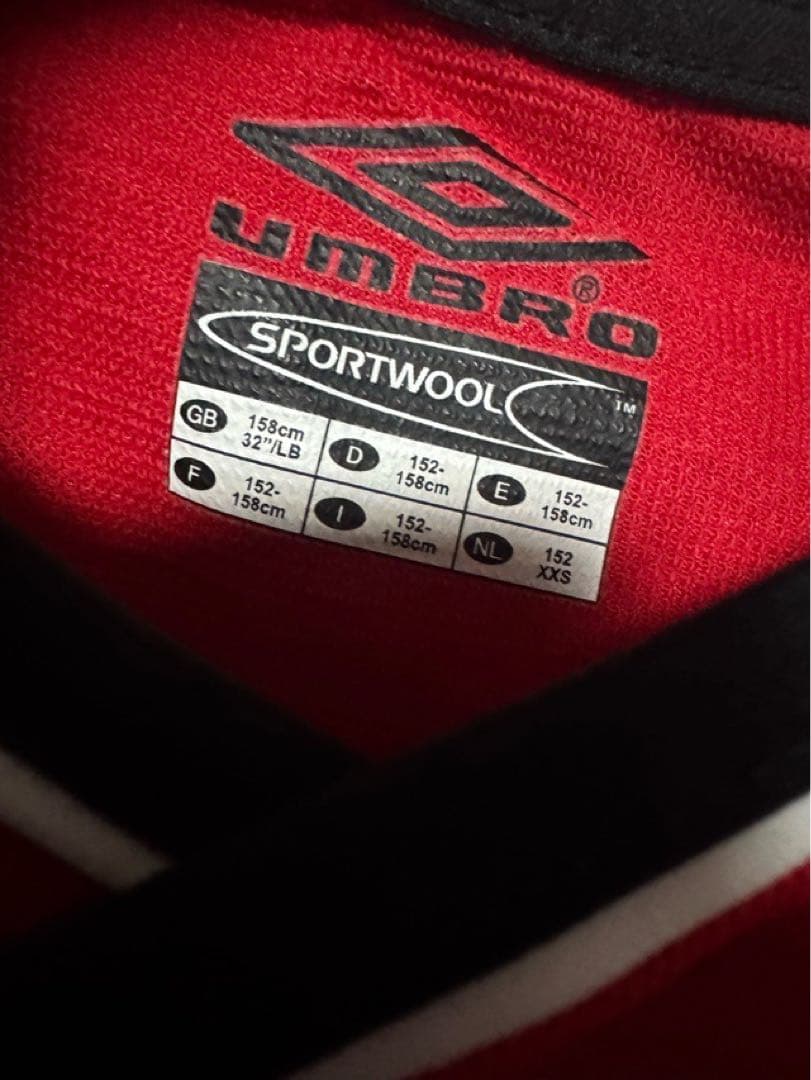 UMBRO®
SPORTWOOL™
GB 158cm 32"/LB D 152-158cm E 152-158cm
F 152-158cm I 152-158cm NL 152 XXS